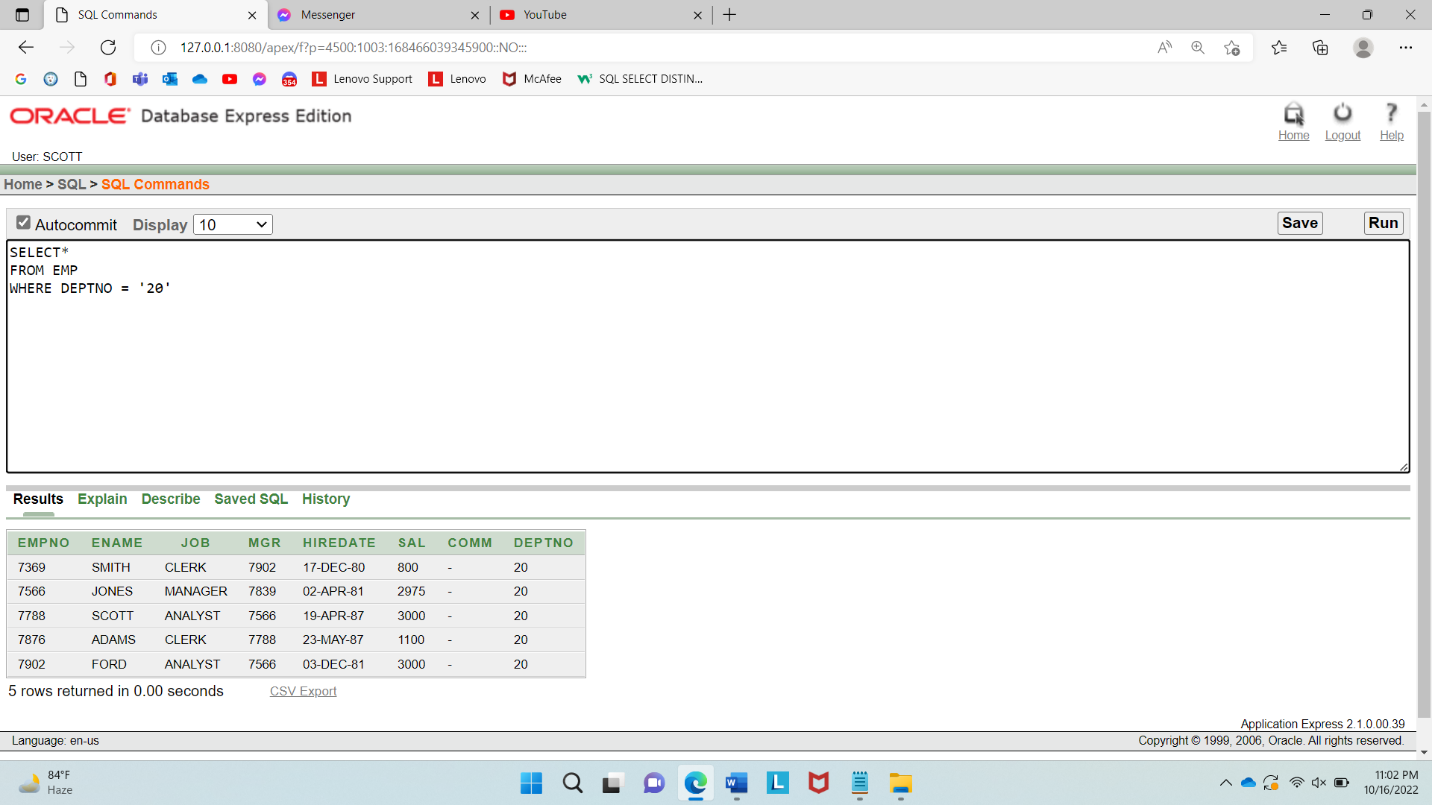 SQL Commands
Messenger
YouTube
127.0.0.1:8080/apex/f?p=4500:1003:168466039345900::NO:::
354
L Lenovo Support
L Lenovo
McAfee
SQL SELECT DISTIN...
ORACLE Database Express Edition
Home
Logout
? Help
User: SCOTT
Home > SQL > SQL Commands
Autocommit Display 10
Save
Run
SELECT*
FROM EMP
WHERE DEPTNO = '20'
Results Explain Describe Saved SQL History
EMPNO ENAME JOB MGR HIREDATE SAL COMM DEPTNO
7369 SMITH CLERK 7902 17-DEC-80 800 - 20
7566 JONES MANAGER 7839 02-APR-81 2975 - 20
7788 SCOTT ANALYST 7566 19-APR-87 3000 - 20
7876 ADAMS CLERK 7788 23-MAY-87 1100 - 20
7902 FORD ANALYST 7566 03-DEC-81 3000 - 20
5 rows returned in 0.00 seconds CSV Export
Application Express 2.1.0.00.39
Language: en-us Copyright © 1999, 2006, Oracle. All rights reserved.
84°F
Haze
W
L
11:02 PM
10/16/2022